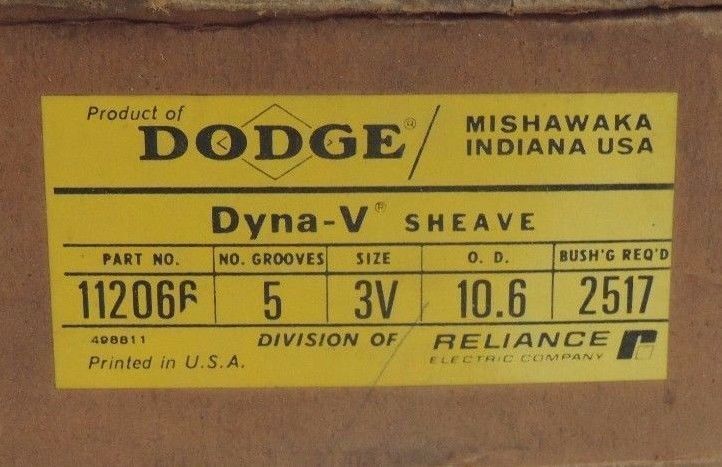 Product of
DODGE® / MISHAWAKA
INDIANA USA
Dyna-V® SHEAVE
PART NO. NO. GROOVES SIZE O. D. BUSH'G REQ'D
112066 5 3V 10.6 2517
498811 DIVISION OF RELIANCE
ELECTRIC COMPANY
Printed in U.S.A.